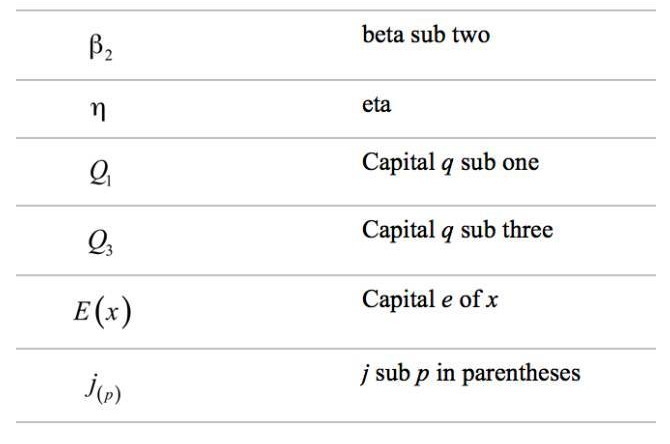 β₂ beta sub two
η eta
Q₁ Capital q sub one
Q₃ Capital q sub three
E(x) Capital e of x
j₍ₚ₎ j sub p in parentheses